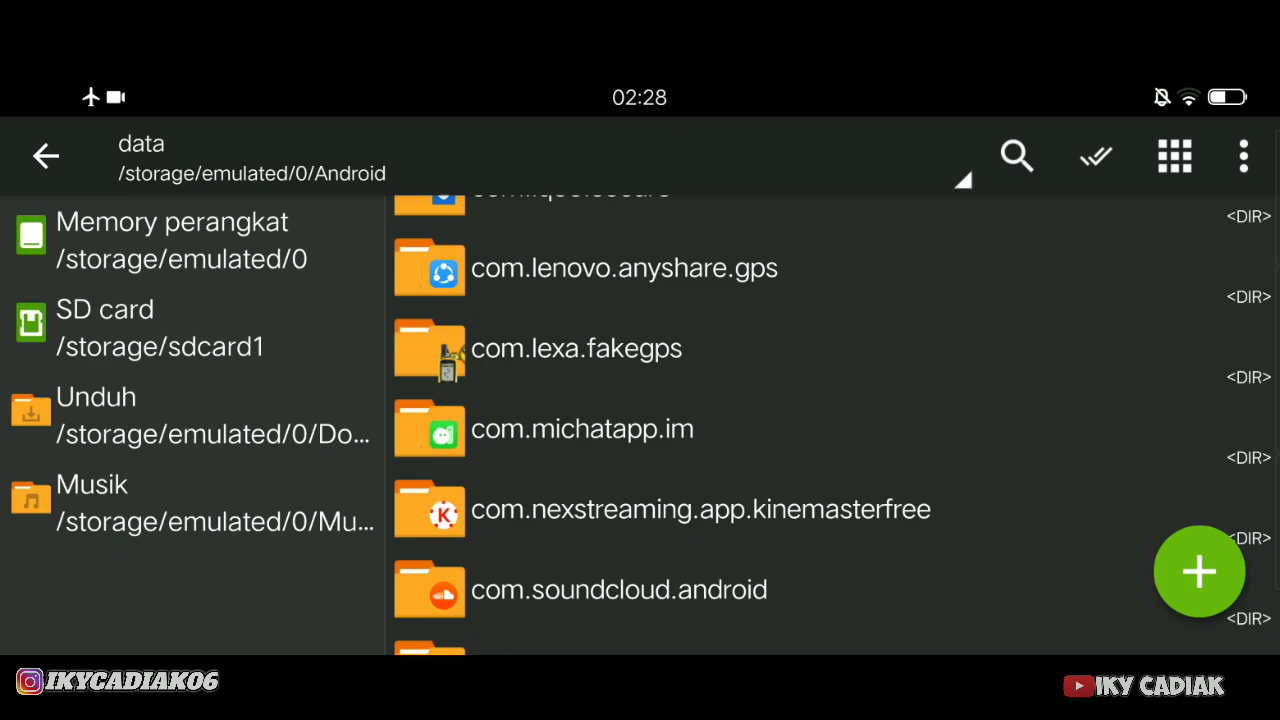 02:28
data
/storage/emulated/0/Android
Memory perangkat
/storage/emulated/0
SD card
/storage/sdcard1
Unduh
/storage/emulated/0/Do...
Musik
/storage/emulated/0/Mu...
<DIR>
com.lenovo.anyshare.gps
<DIR>
com.lexa.fakegps
<DIR>
com.michatapp.im
<DIR>
com.nexstreaming.app.kinemasterfree
<DIR>
com.soundcloud.android
<DIR>
IKYCADIAK06
IKY CADIAK